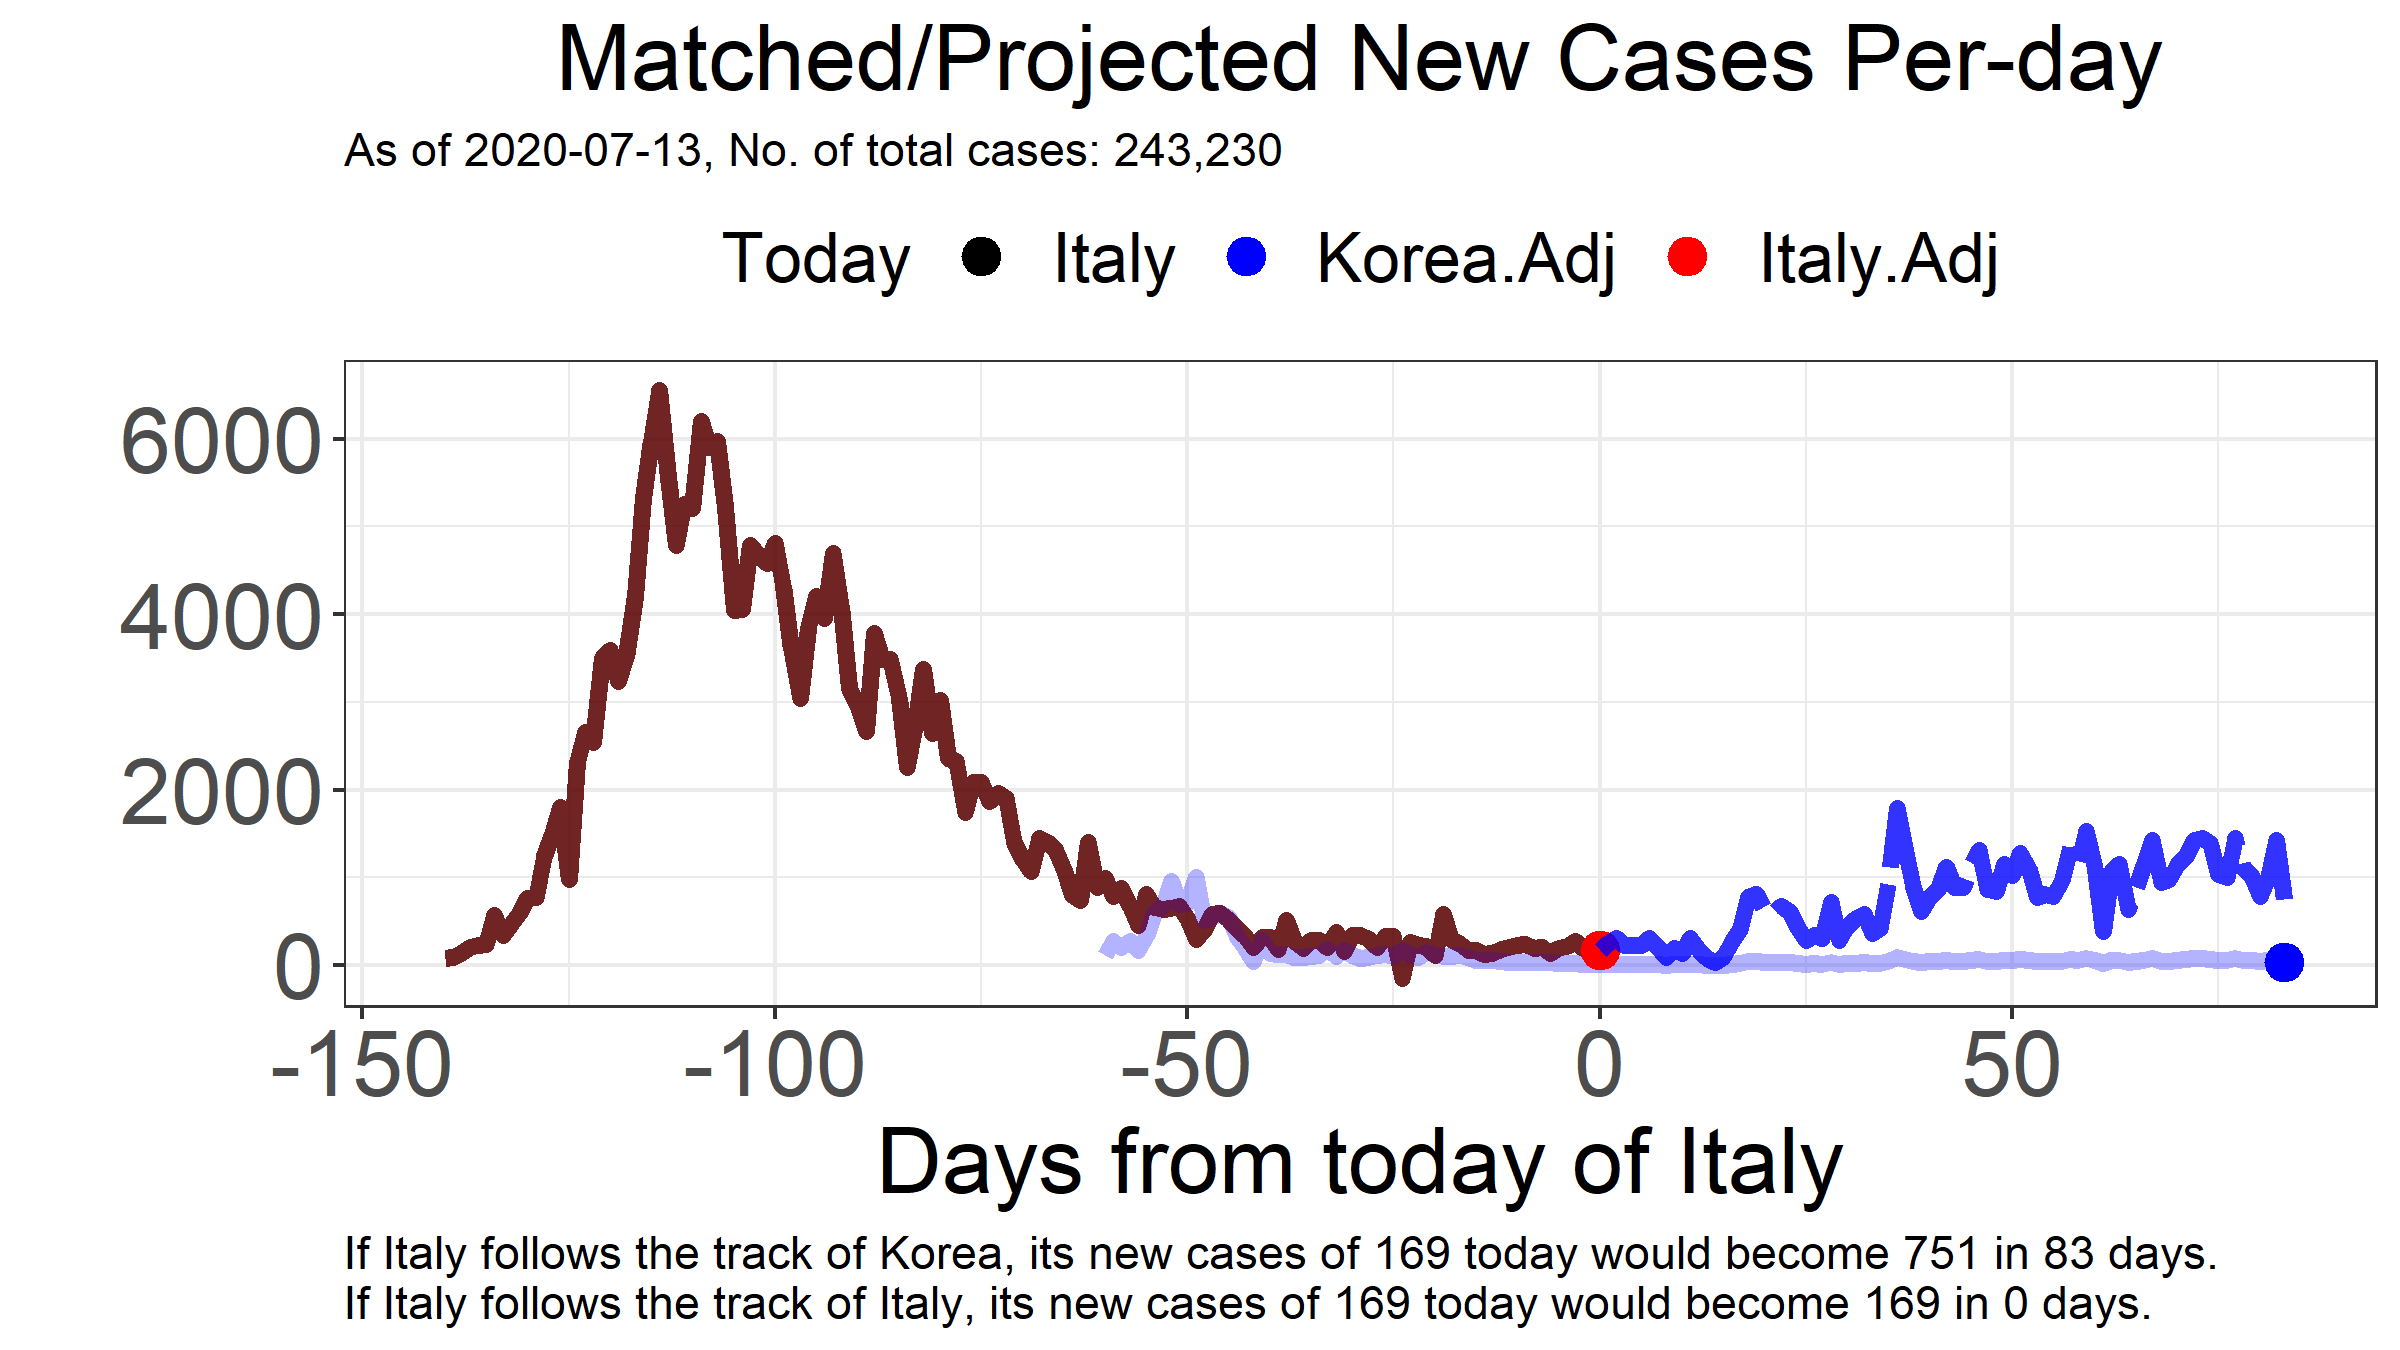 Matched/Projected New Cases Per-day
As of 2020-07-13, No. of total cases: 243,230
Today Italy Korea.Adj Italy.Adj
6000
4000
2000
0
-150 -100 -50 0 50
Days from today of Italy
If Italy follows the track of Korea, its new cases of 169 today would become 751 in 83 days.
If Italy follows the track of Italy, its new cases of 169 today would become 169 in 0 days.